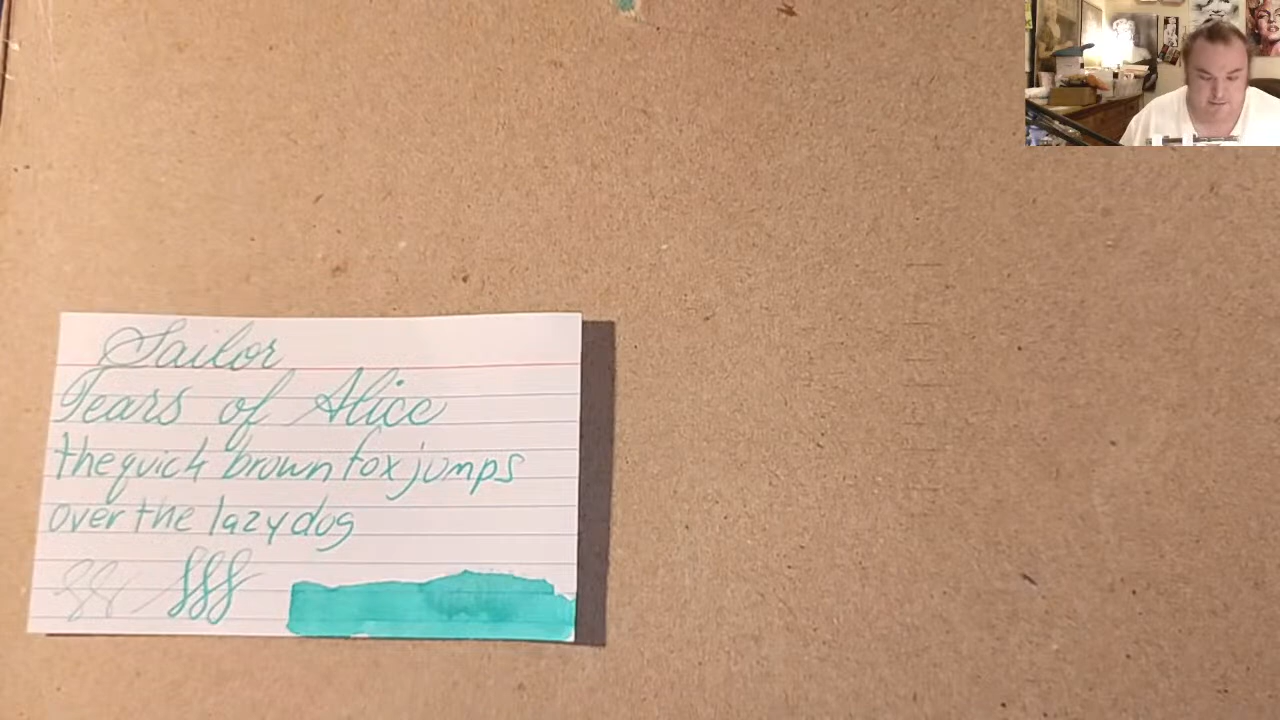 Sailor
Tears of Alice
the quick brown fox jumps
over the lazy dog